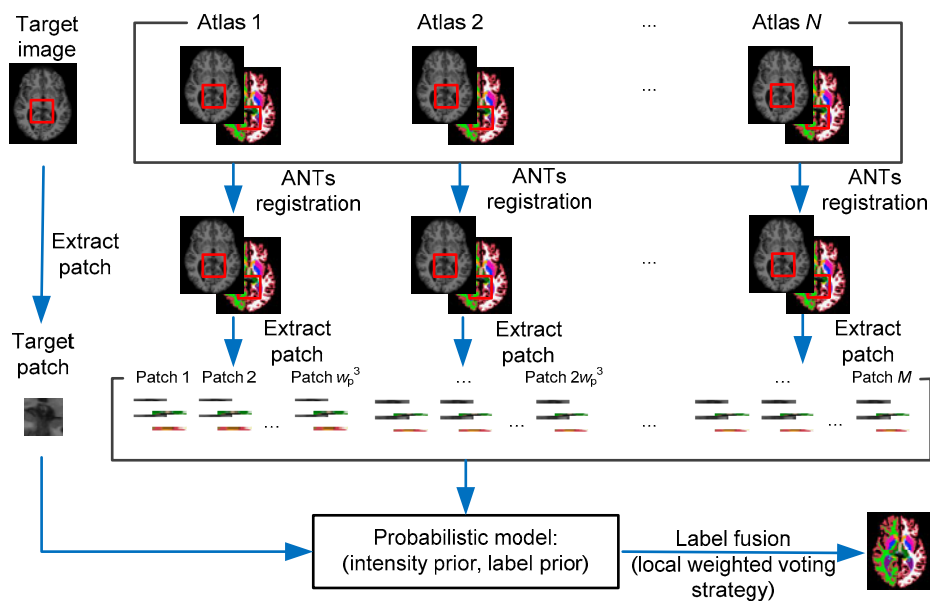 Target
image
Atlas 1
Atlas 2
...
Atlas N
...
ANTs
registration
ANTs
registration
ANTs
registration
Extract
patch
...
Extract
patch
Extract
patch
Extract
patch
Target
patch
Patch 1
Patch 2
Patch wp³
...
Patch 2wp³
...
Patch M
...
...
...
...
Probabilistic model:
(intensity prior, label prior)
Label fusion
(local weighted voting
strategy)